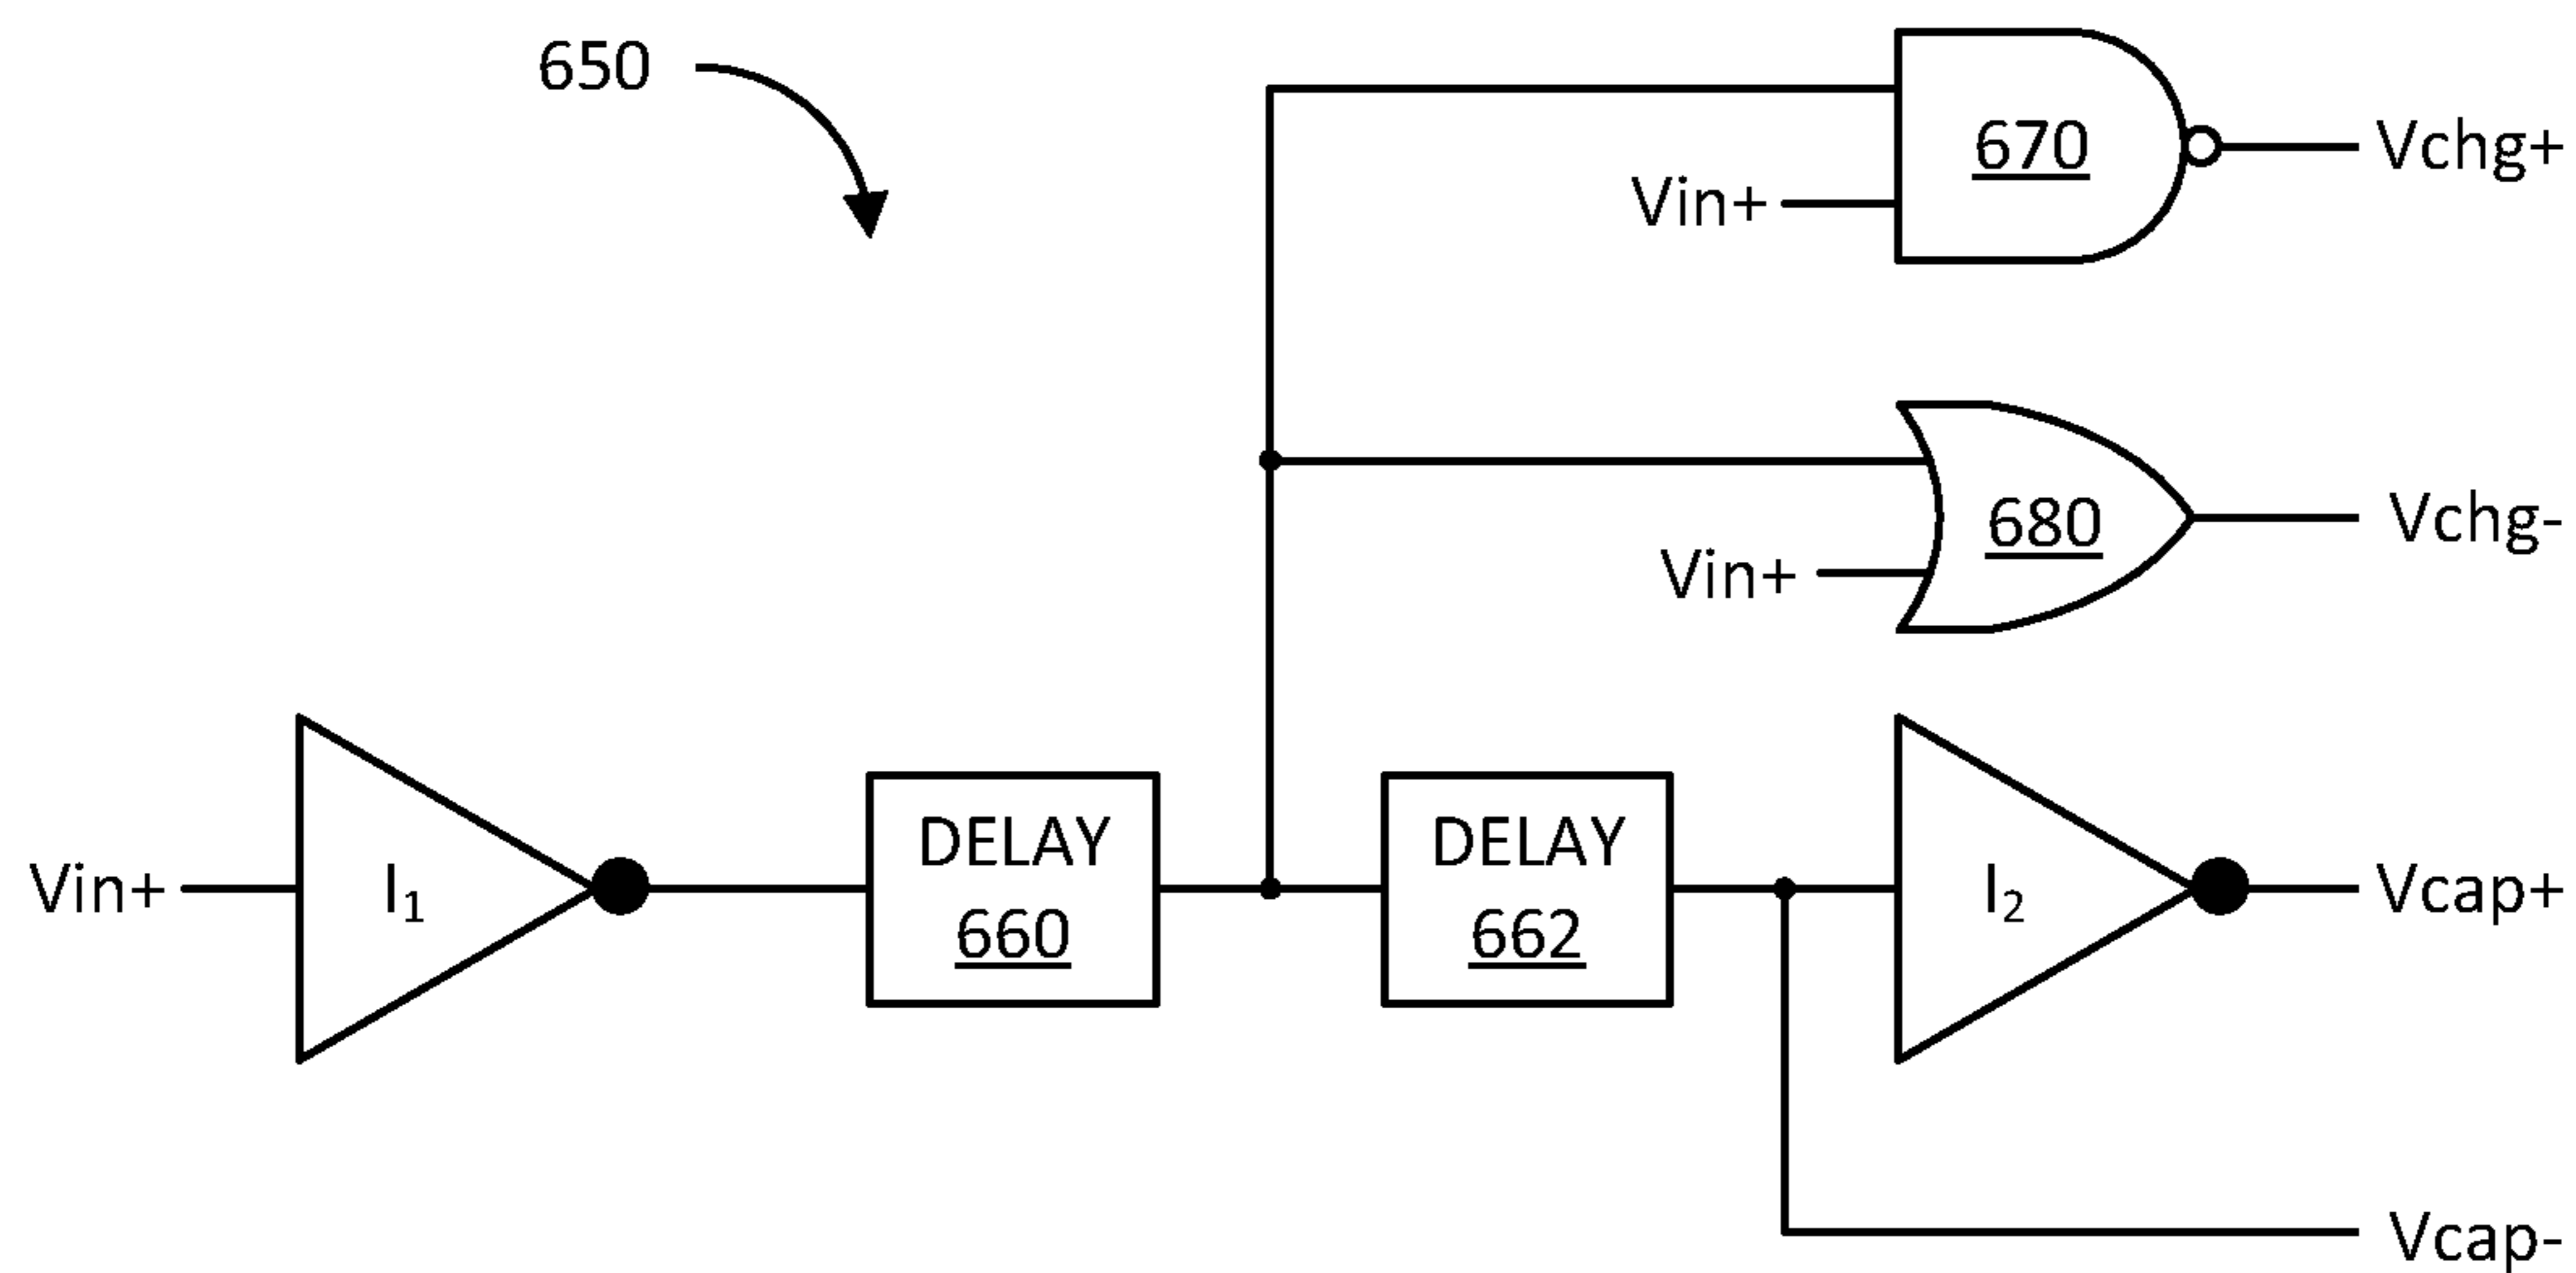 650
670
Vchg+
Vin+
680
Vchg-
Vin+
Vin+
I₁
DELAY
660
DELAY
662
I₂
Vcap+
Vcap-